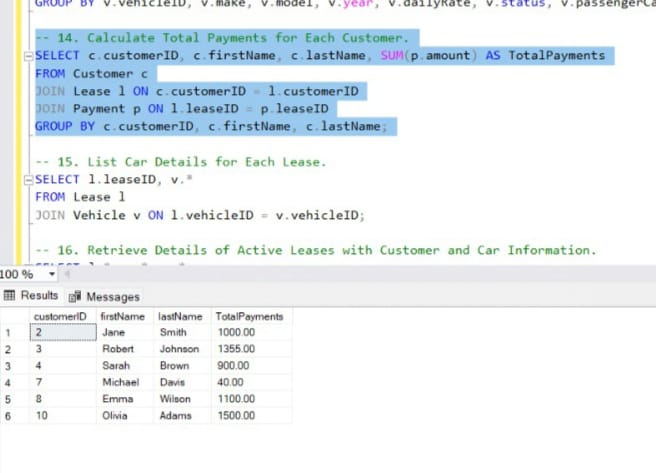 GROUP BY v.vehicleID, v.make, v.model, v.year, v.dailyRate, v.status,
-- 14. Calculate Total Payments for Each Customer.
SELECT c.customerID, c.firstName, c.lastName, SUM(p.amount) AS TotalPayments
FROM Customer c
JOIN Lease l ON c.customerID = l.customerID
JOIN Payment p ON l.leaseID = p.leaseID
GROUP BY c.customerID, c.firstName, c.lastName;
-- 15. List Car Details for Each Lease.
SELECT l.leaseID, v.*
FROM Lease l
JOIN Vehicle v ON l.vehicleID = v.vehicleID;
-- 16. Retrieve Details of Active Leases with Customer and Car Information.
100 %
Results Messages
customerID firstName lastName TotalPayments
1 2 Jane Smith 1000.00
2 3 Robert Johnson 1355.00
3 4 Sarah Brown 900.00
4 7 Michael Davis 40.00
5 8 Emma Wilson 1100.00
6 10 Olivia Adams 1500.00